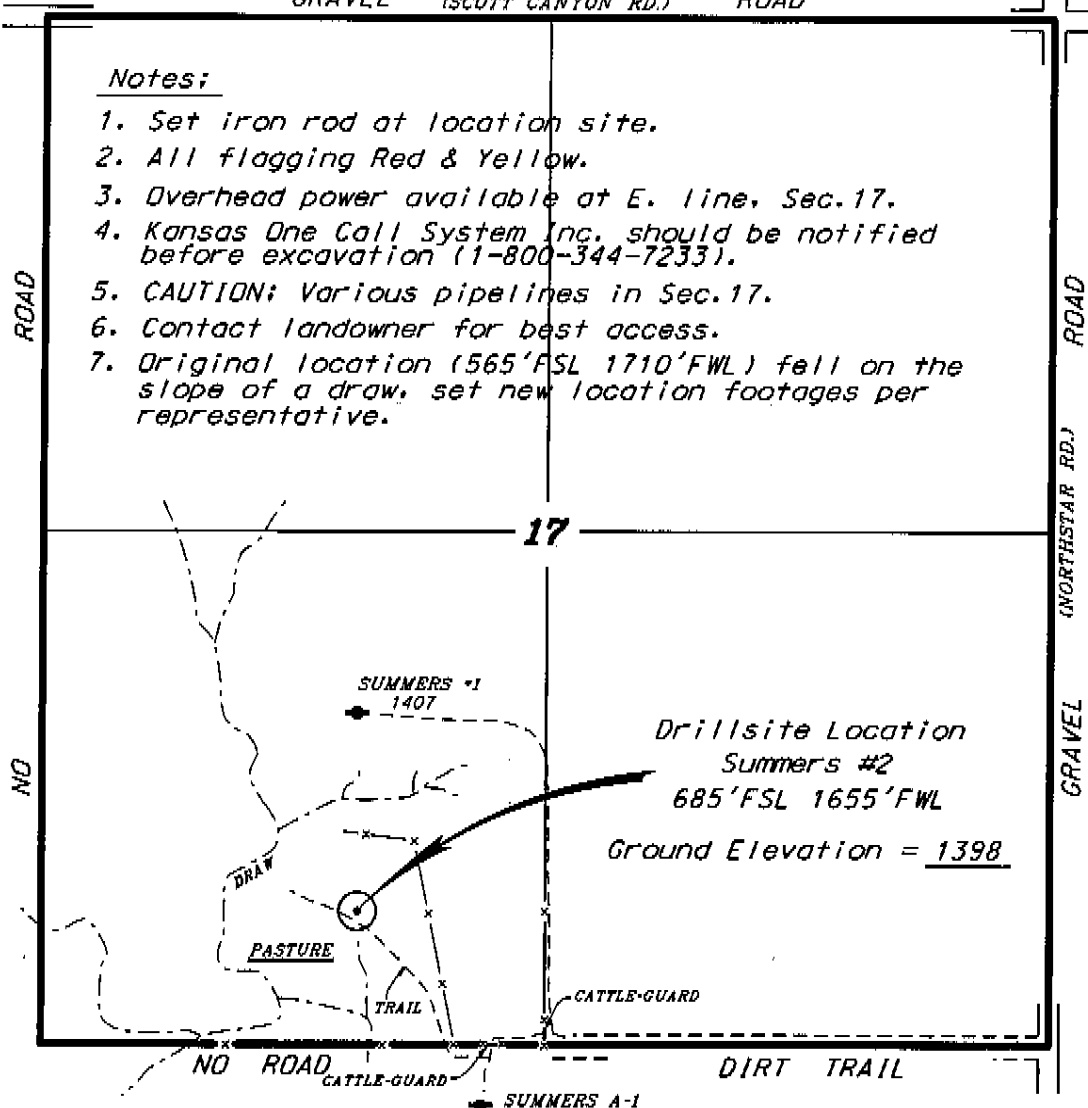 GRAVEL (SCOTT CANYON RD.) ROAD
Notes:
1. Set iron rod at location site.
2. All flagging Red & Yellow.
3. Overhead power available at E. line, Sec.17.
4. Kansas One Call System Inc. should be notified
before excavation (1-800-344-7233).
5. CAUTION: Various pipelines in Sec.17.
6. Contact landowner for best access.
7. Original location (565'FSL 1710'FWL) fell on the
slope of a draw, set new location footages per
representative.
NO ROAD
GRAVEL (NORTHSTAR RD.) ROAD
17
SUMMERS #1
1407
Drillsite Location
Summers #2
685'FSL 1655'FWL
Ground Elevation = 1398
DRAW
PASTURE
TRAIL
CATTLE-GUARD
NO ROAD
CATTLE-GUARD
DIRT TRAIL
SUMMERS A-1